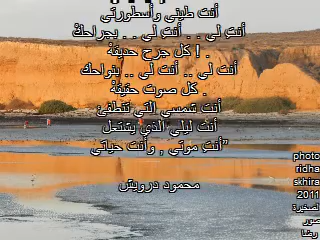 أنت طيني وأسطورتي
أنت لي . . أنت لي . . بجراحك
. ! كل جرح حديقة
أنت لي .. أنت لي .. بنواحك
. كل صوت حقيقة
أنت شمسي التي تنطفئ
أنت ليلي الذي يشتعل
أنت موتي , وأنت حياتي”
محمود درويش
photo
ridha
skhira
2011
الصخيرة
صور
رضا